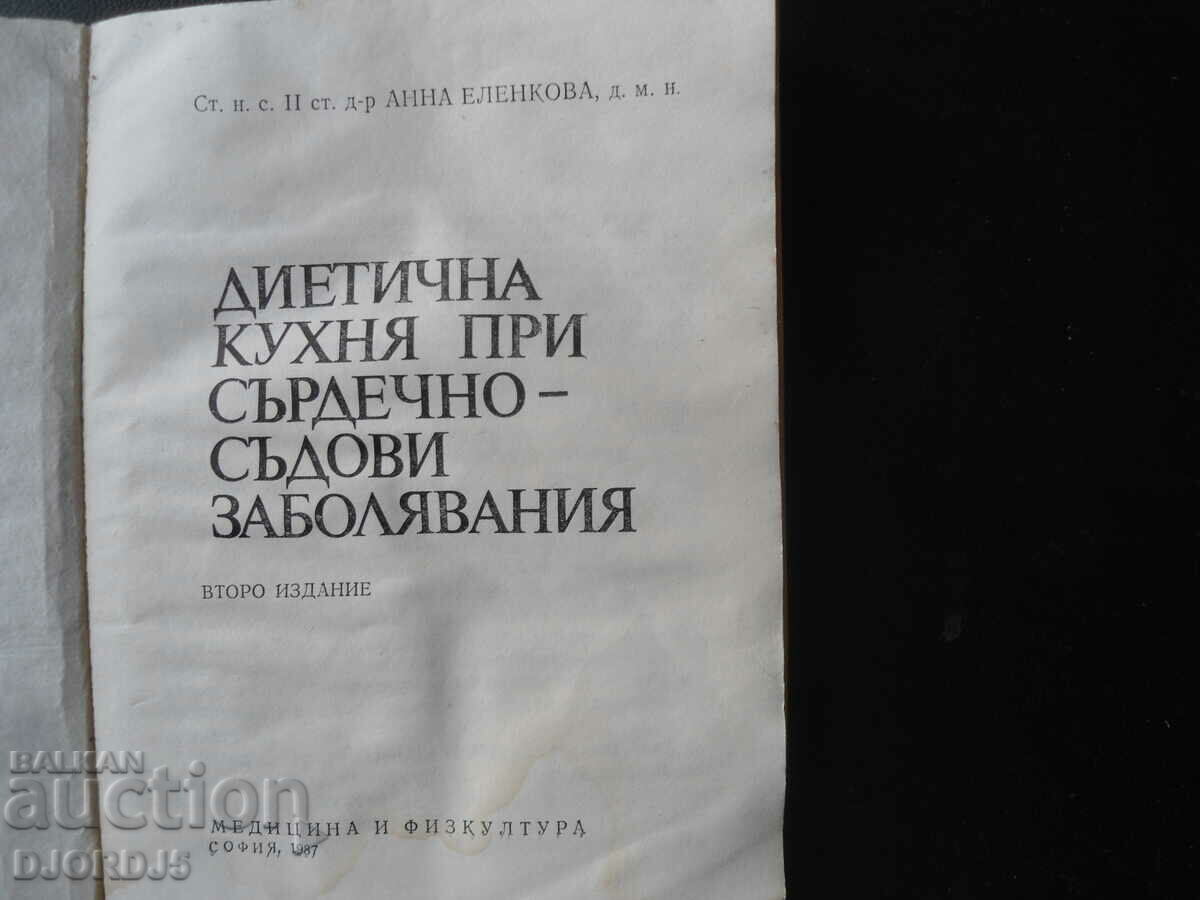 Ст. н. с. II ст. д-р АННА ЕЛЕНКОВА, д. м. н.
ДИЕТИЧНА
КУХНЯ ПРИ
СЪРДЕЧНО –
СЪДОВИ
ЗАБОЛЯВАНИЯ
ВТОРО ИЗДАНИЕ
МЕДИЦИНА И ФИЗКУЛТУРА
СОФИЯ, 1987
BALKAN
auction
DJORDJ5